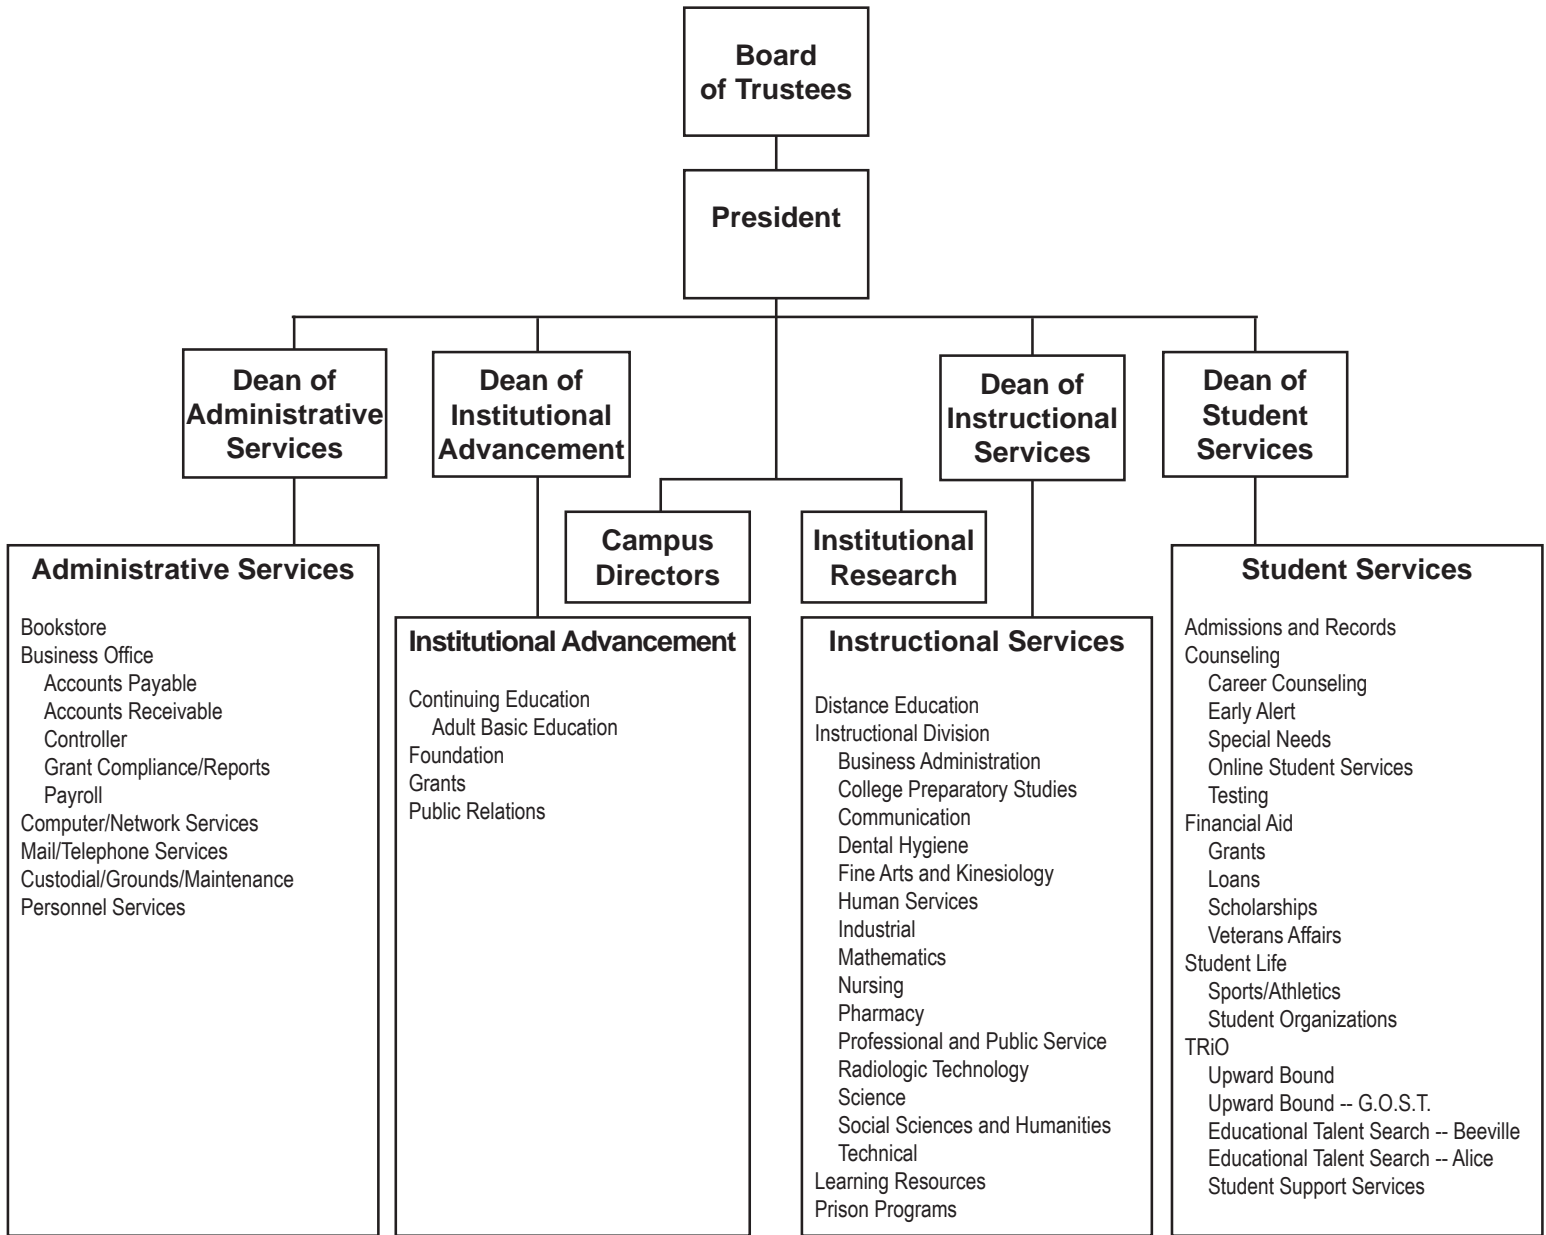 Board
of Trustees
President
Dean of
Administrative
Services
Dean of
Institutional
Advancement
Dean of
Instructional
Services
Dean of
Student
Services
Campus
Directors
Institutional
Research
Administrative Services
Bookstore
Business Office
Accounts Payable
Accounts Receivable
Controller
Grant Compliance/Reports
Payroll
Computer/Network Services
Mail/Telephone Services
Custodial/Grounds/Maintenance
Personnel Services
Institutional Advancement
Continuing Education
Adult Basic Education
Foundation
Grants
Public Relations
Instructional Services
Distance Education
Instructional Division
Business Administration
College Preparatory Studies
Communication
Dental Hygiene
Fine Arts and Kinesiology
Human Services
Industrial
Mathematics
Nursing
Pharmacy
Professional and Public Service
Radiologic Technology
Science
Social Sciences and Humanities
Technical
Learning Resources
Prison Programs
Student Services
Admissions and Records
Counseling
Career Counseling
Early Alert
Special Needs
Online Student Services
Testing
Financial Aid
Grants
Loans
Scholarships
Veterans Affairs
Student Life
Sports/Athletics
Student Organizations
TRiO
Upward Bound
Upward Bound -- G.O.S.T.
Educational Talent Search -- Beeville
Educational Talent Search -- Alice
Student Support Services